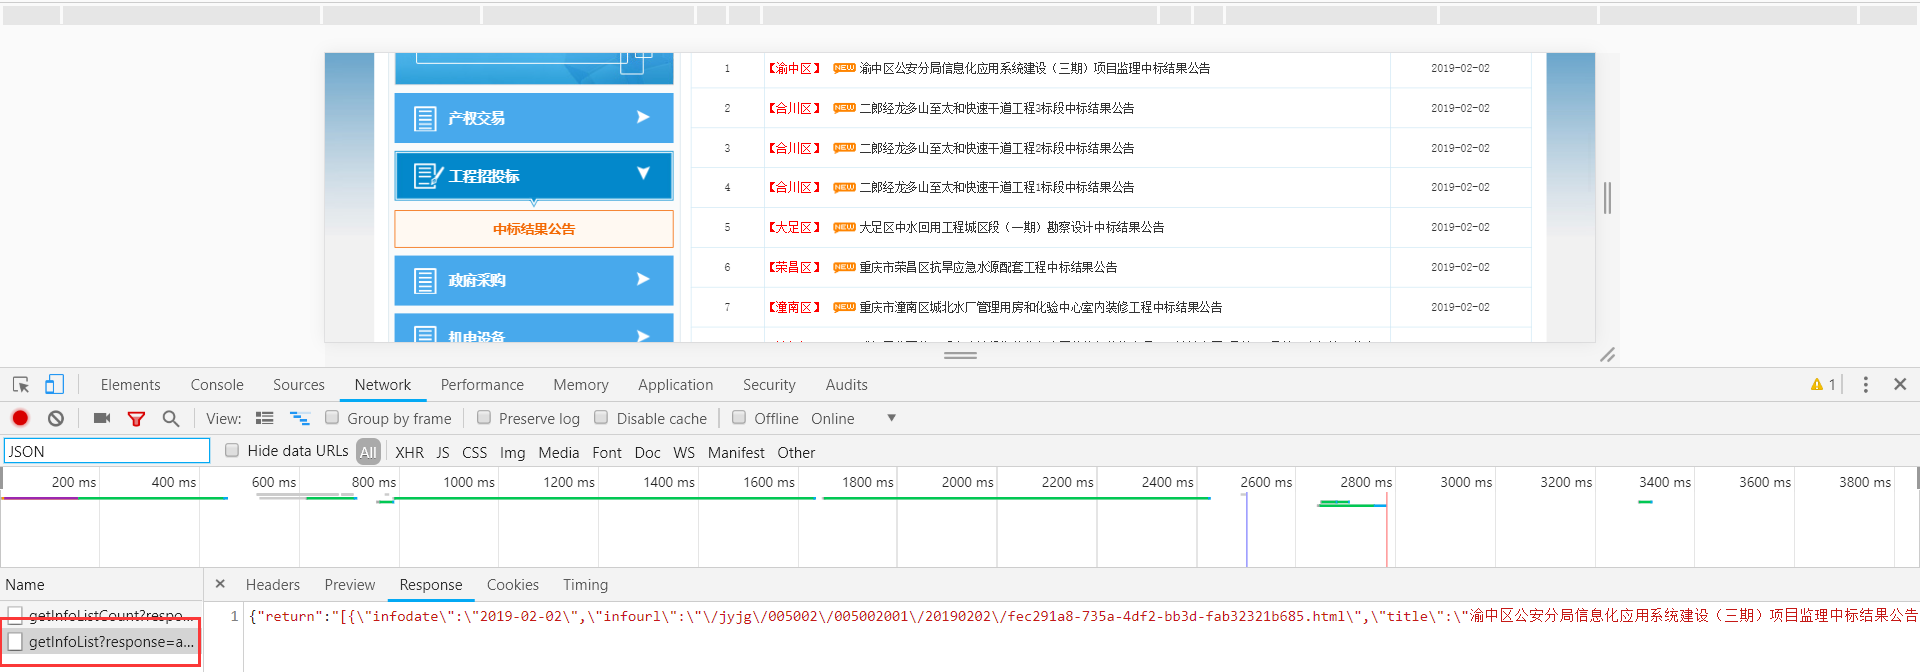 1 【渝中区】 NEW 渝中区公安分局信息化应用系统建设（三期）项目监理中标结果公告 2019-02-02
2 【合川区】 NEW 二郎经龙多山至太和快速干道工程3标段中标结果公告 2019-02-02
产权交易
3 【合川区】 NEW 二郎经龙多山至太和快速干道工程2标段中标结果公告 2019-02-02
工程招投标
4 【合川区】 NEW 二郎经龙多山至太和快速干道工程1标段中标结果公告 2019-02-02
中标结果公告
5 【大足区】 NEW 大足区中水回用工程城区段（一期）勘察设计中标结果公告 2019-02-02
6 【荣昌区】 NEW 重庆市荣昌区抗旱应急水源配套工程中标结果公告 2019-02-02
政府采购
7 【潼南区】 NEW 重庆市潼南区城北水厂管理用房和化验中心室内装修工程中标结果公告 2019-02-02
机电设备
Elements Console Sources Network Performance Memory Application Security Audits 1
View: Group by frame Preserve log Disable cache Offline Online
JSON Hide data URLs All XHR JS CSS Img Media Font Doc WS Manifest Other
200 ms 400 ms 600 ms 800 ms 1000 ms 1200 ms 1400 ms 1600 ms 1800 ms 2000 ms 2200 ms 2400 ms 2600 ms 2800 ms 3000 ms 3200 ms 3400 ms 3600 ms 3800 ms
Name × Headers Preview Response Cookies Timing
getInfoListCount?respo...
1 {"return":"[{\"infodate\":\"2019-02-02\",\"infourl\":\"\/jyjg\/005002\/005002001\/20190202\/fec291a8-735a-4df2-bb3d-fab32321b685.html\",\"title\":\"渝中区公安分局信息化应用系统建设（三期）项目监理中标结果公告
getInfoList?response=a...